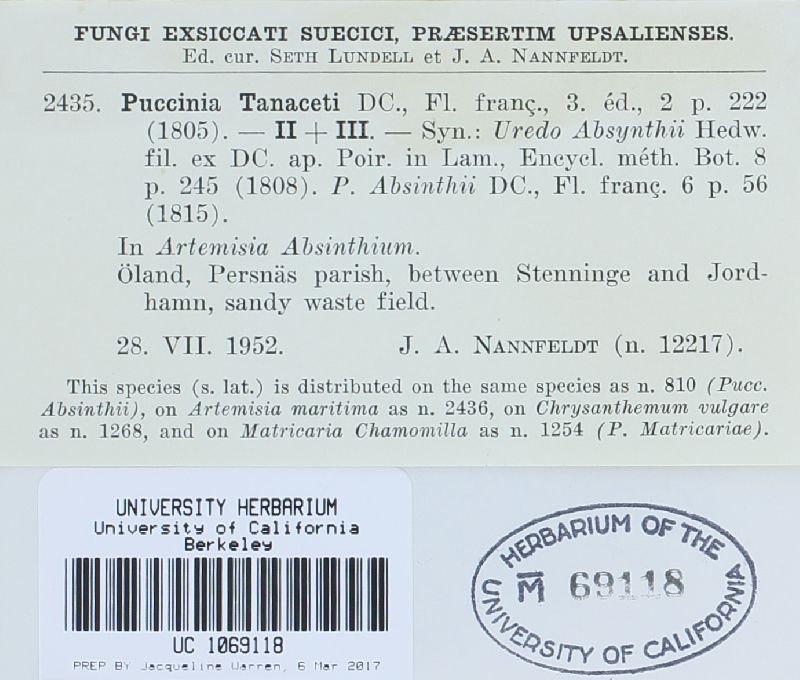 FUNGI EXSICCATI SUECICI, PRÆSERTIM UPSALIENSES.
Ed. cur. SETH LUNDELL et J. A. NANNFELDT.
2435. Puccinia Tanaceti DC., Fl. franç., 3. éd., 2 p. 222
(1805). — II + III. — Syn.: Uredo Absynthii Hedw.
fil. ex DC. ap. Poir. in Lam., Encycl. méth. Bot. 8
p. 245 (1808). P. Absinthii DC., Fl. franç. 6 p. 56
(1815).
In Artemisia Absinthium.
Öland, Persnäs parish, between Stenninge and Jord-
hamn, sandy waste field.
28. VII. 1952. J. A. NANNFELDT (n. 12217).
This species (s. lat.) is distributed on the same species as n. 810 (Pucc.
Absinthii), on Artemisia maritima as n. 2436, on Chrysanthemum vulgare
as n. 1268, and on Matricaria Chamomilla as n. 1254 (P. Matricariae).
UNIVERSITY HERBARIUM
University of California
Berkeley
UC 1069118
PREP BY Jacqueline Warren, 6 Mar 2017
HERBARIUM OF THE
M 69118
UNIVERSITY OF CALIFORNIA